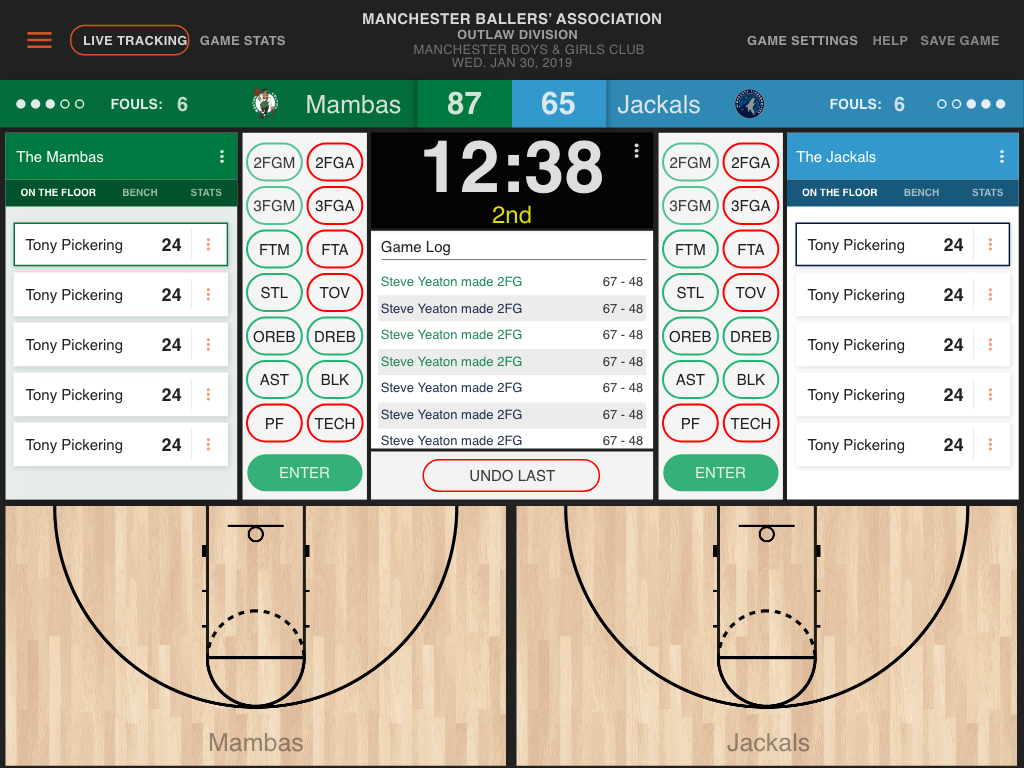 MANCHESTER BALLERS’ ASSOCIATION
OUTLAW DIVISION
MANCHESTER BOYS & GIRLS CLUB
WED. JAN 30, 2019
LIVE TRACKING
GAME STATS
GAME SETTINGS
HELP
SAVE GAME
FOULS: 6
Mambas
87
65
Jackals
FOULS: 6
The Mambas
ON THE FLOOR
BENCH
STATS
Tony Pickering 24
Tony Pickering 24
Tony Pickering 24
Tony Pickering 24
Tony Pickering 24
2FGM 2FGA
3FGM 3FGA
FTM FTA
STL TOV
OREB DREB
AST BLK
PF TECH
ENTER
12:38
2nd
Game Log
Steve Yeaton made 2FG 67 - 48
Steve Yeaton made 2FG 67 - 48
Steve Yeaton made 2FG 67 - 48
Steve Yeaton made 2FG 67 - 48
Steve Yeaton made 2FG 67 - 48
Steve Yeaton made 2FG 67 - 48
Steve Yeaton made 2FG 67 - 48
UNDO LAST
2FGM 2FGA
3FGM 3FGA
FTM FTA
STL TOV
OREB DREB
AST BLK
PF TECH
ENTER
The Jackals
ON THE FLOOR
BENCH
STATS
Tony Pickering 24
Tony Pickering 24
Tony Pickering 24
Tony Pickering 24
Tony Pickering 24
Mambas
Jackals